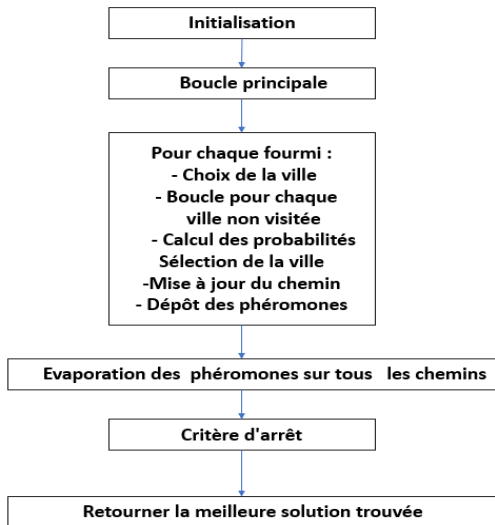 Initialisation
Boucle principale
Pour chaque fourmi :
- Choix de la ville
- Boucle pour chaque
ville non visitée
- Calcul des probabilités
Sélection de la ville
-Mise à jour du chemin
- Dépôt des phéromones
Evaporation des phéromones sur tous les chemins
Critère d'arrêt
Retourner la meilleure solution trouvée